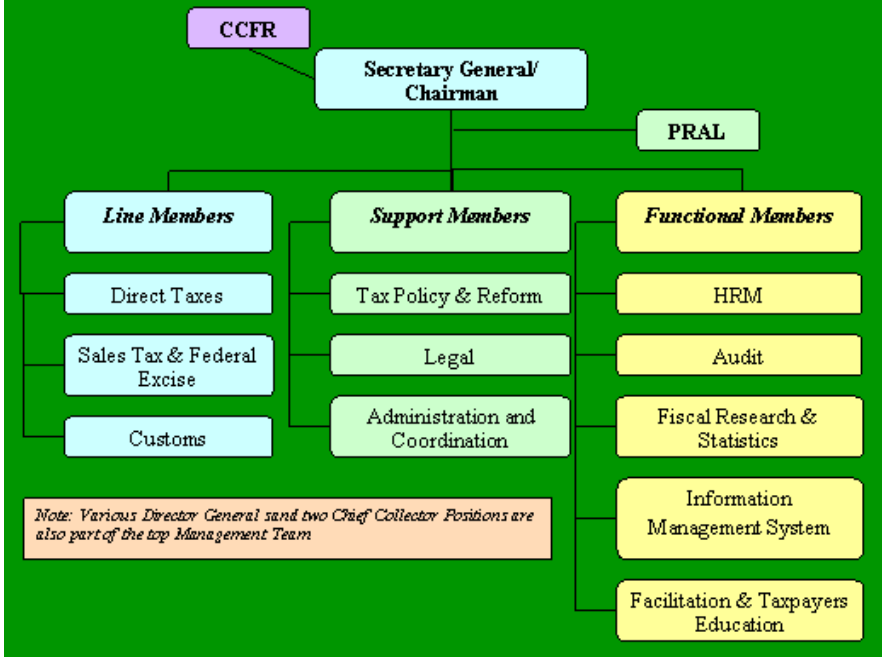 CCFR
Secretary General/
Chairman
PRAL
Line Members
Direct Taxes
Sales Tax & Federal
Excise
Customs
Support Members
Tax Policy & Reform
Legal
Administration and
Coordination
Functional Members
HRM
Audit
Fiscal Research &
Statistics
Information
Management System
Facilitation & Taxpayers
Education
Note: Various Director General sand two Chief Collector Positions are
also part of the top Management Team